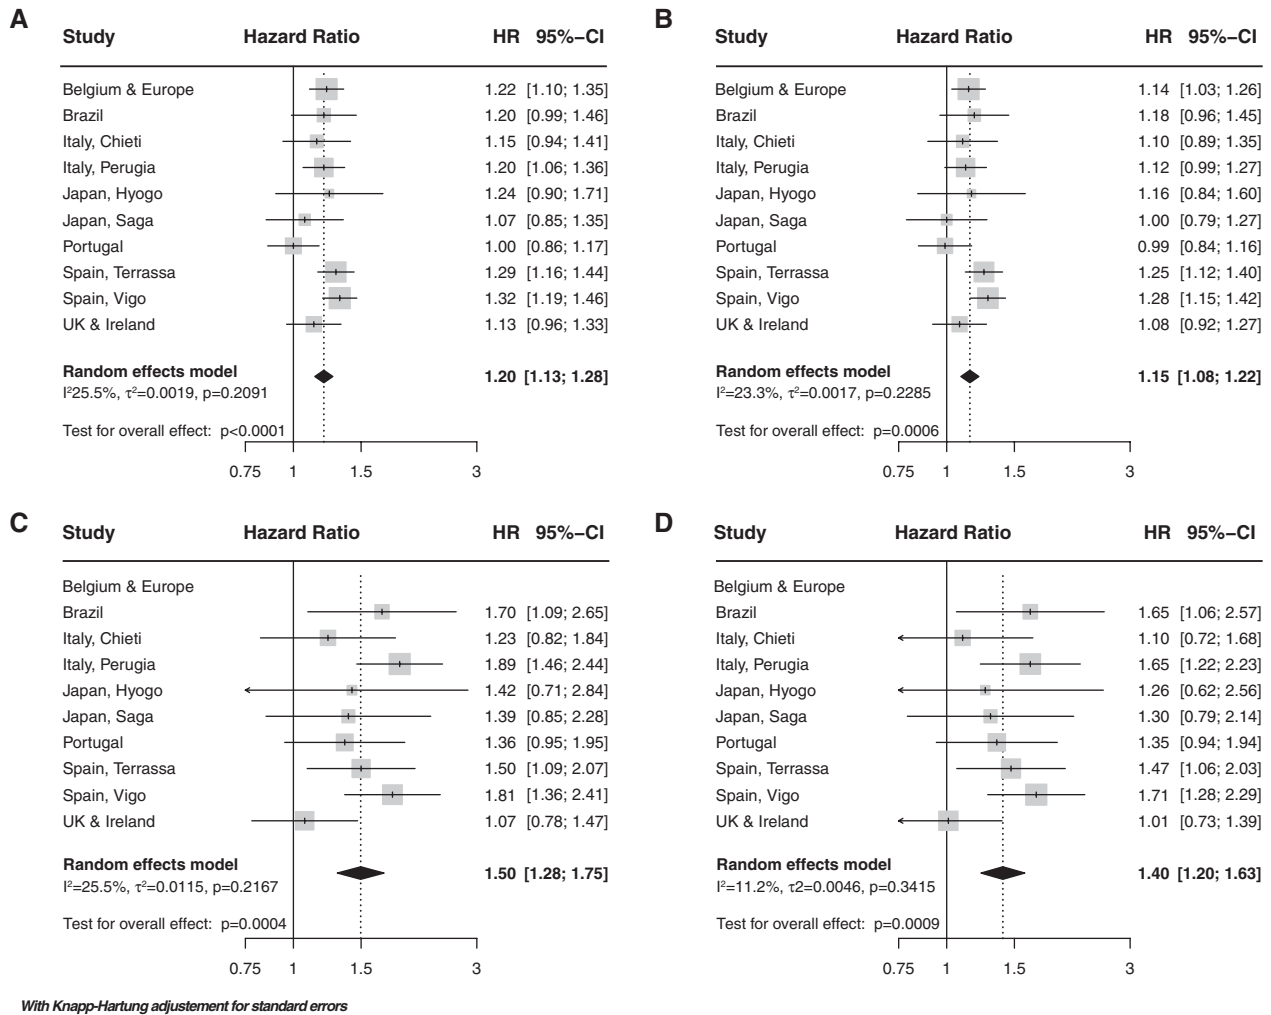 A
Study Hazard Ratio HR 95%−CI
Belgium & Europe 1.22 [1.10; 1.35]
Brazil 1.20 [0.99; 1.46]
Italy, Chieti 1.15 [0.94; 1.41]
Italy, Perugia 1.20 [1.06; 1.36]
Japan, Hyogo 1.24 [0.90; 1.71]
Japan, Saga 1.07 [0.85; 1.35]
Portugal 1.00 [0.86; 1.17]
Spain, Terrassa 1.29 [1.16; 1.44]
Spain, Vigo 1.32 [1.19; 1.46]
UK & Ireland 1.13 [0.96; 1.33]
Random effects model 1.20 [1.13; 1.28]
I²25.5%, τ²=0.0019, p=0.2091
Test for overall effect: p<0.0001
0.75 1 1.5 3
B
Study Hazard Ratio HR 95%−CI
Belgium & Europe 1.14 [1.03; 1.26]
Brazil 1.18 [0.96; 1.45]
Italy, Chieti 1.10 [0.89; 1.35]
Italy, Perugia 1.12 [0.99; 1.27]
Japan, Hyogo 1.16 [0.84; 1.60]
Japan, Saga 1.00 [0.79; 1.27]
Portugal 0.99 [0.84; 1.16]
Spain, Terrassa 1.25 [1.12; 1.40]
Spain, Vigo 1.28 [1.15; 1.42]
UK & Ireland 1.08 [0.92; 1.27]
Random effects model 1.15 [1.08; 1.22]
I²=23.3%, τ²=0.0017, p=0.2285
Test for overall effect: p=0.0006
0.75 1 1.5 3
C
Study Hazard Ratio HR 95%−CI
Belgium & Europe
Brazil 1.70 [1.09; 2.65]
Italy, Chieti 1.23 [0.82; 1.84]
Italy, Perugia 1.89 [1.46; 2.44]
Japan, Hyogo 1.42 [0.71; 2.84]
Japan, Saga 1.39 [0.85; 2.28]
Portugal 1.36 [0.95; 1.95]
Spain, Terrassa 1.50 [1.09; 2.07]
Spain, Vigo 1.81 [1.36; 2.41]
UK & Ireland 1.07 [0.78; 1.47]
Random effects model 1.50 [1.28; 1.75]
I²=25.5%, τ²=0.0115, p=0.2167
Test for overall effect: p=0.0004
0.75 1 1.5 3
D
Study Hazard Ratio HR 95%−CI
Belgium & Europe
Brazil 1.65 [1.06; 2.57]
Italy, Chieti 1.10 [0.72; 1.68]
Italy, Perugia 1.65 [1.22; 2.23]
Japan, Hyogo 1.26 [0.62; 2.56]
Japan, Saga 1.30 [0.79; 2.14]
Portugal 1.35 [0.94; 1.94]
Spain, Terrassa 1.47 [1.06; 2.03]
Spain, Vigo 1.71 [1.28; 2.29]
UK & Ireland 1.01 [0.73; 1.39]
Random effects model 1.40 [1.20; 1.63]
I²=11.2%, τ2=0.0046, p=0.3415
Test for overall effect: p=0.0009
0.75 1 1.5 3
With Knapp-Hartung adjustement for standard errors